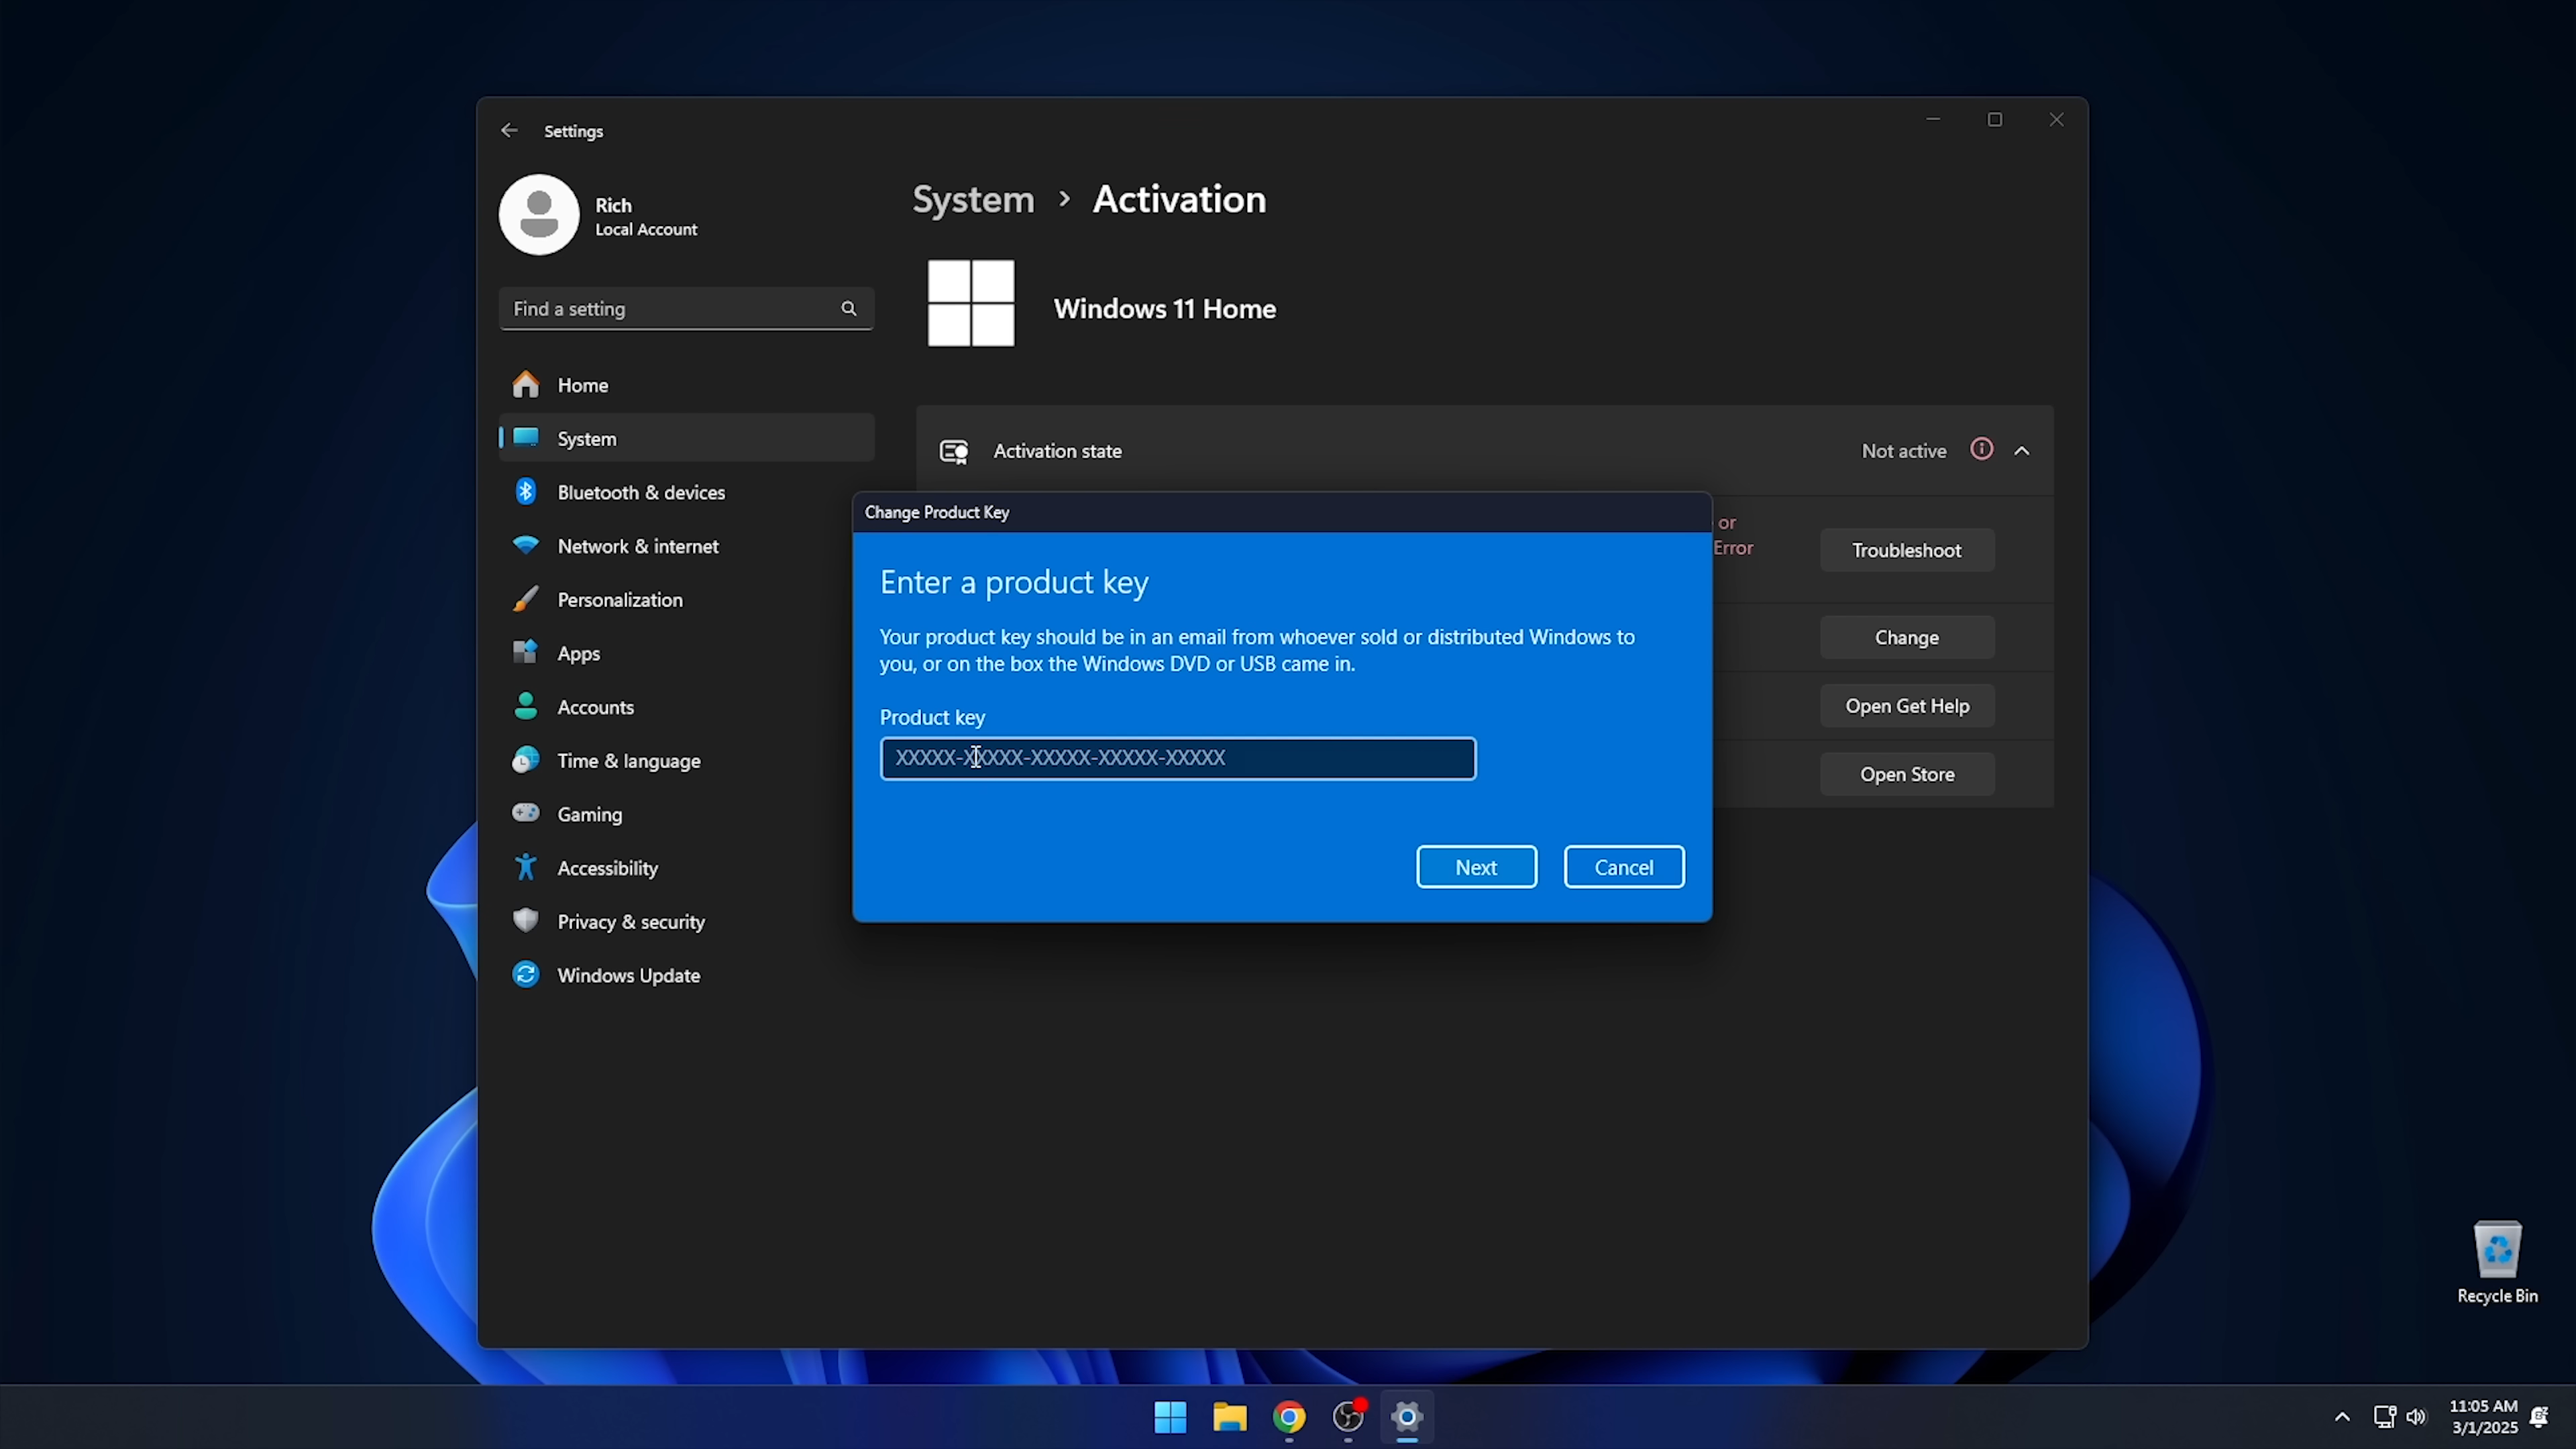 Settings
Rich
Local Account
Find a setting
Home
System
Bluetooth & devices
Network & internet
Personalization
Apps
Accounts
Time & language
Gaming
Accessibility
Privacy & security
Windows Update
System > Activation
Windows 11 Home
Activation state
Not active
or
Error
Troubleshoot
Change
Open Get Help
Open Store
Change Product Key
Enter a product key
Your product key should be in an email from whoever sold or distributed Windows to
you, or on the box the Windows DVD or USB came in.
Product key
XXXXX-XXXXX-XXXXX-XXXXX-XXXXX
Next
Cancel
Recycle Bin
11:05 AM
3/1/2025